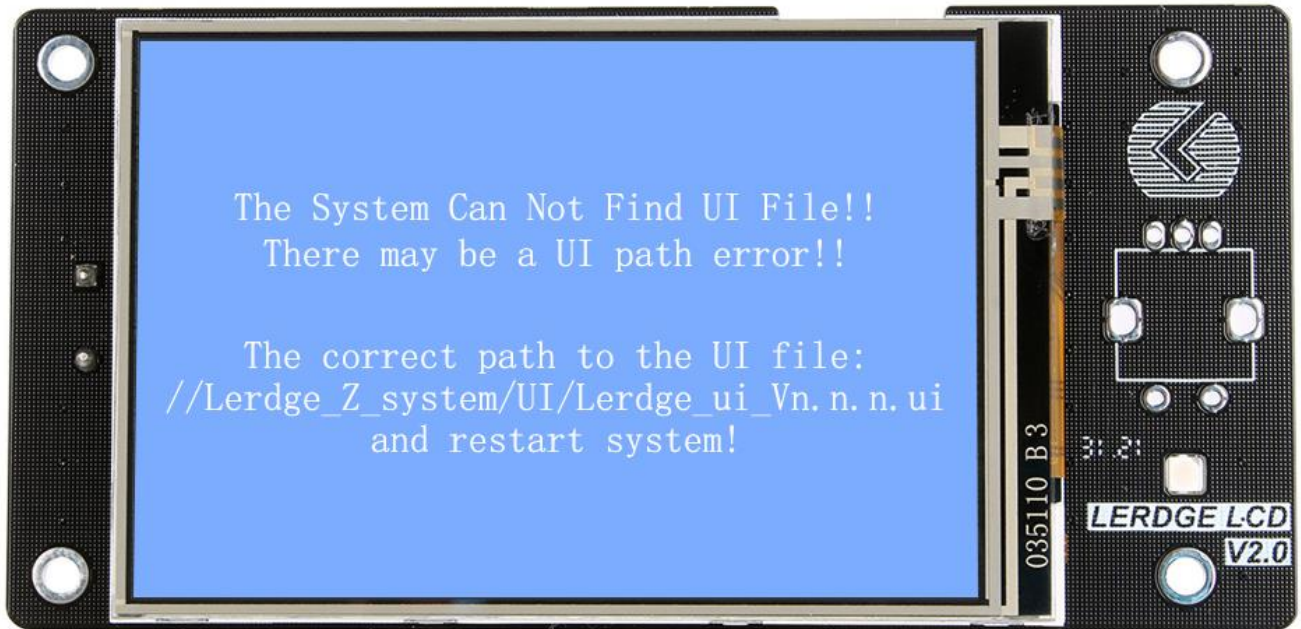 The System Can Not Find UI File!!
There may be a UI path error!!
The correct path to the UI file:
//Lerdge_Z_system/UI/Lerdge_ui_Vn.n.n.ui
and restart system!
035110 B3
LERDGE LCD
V2.0